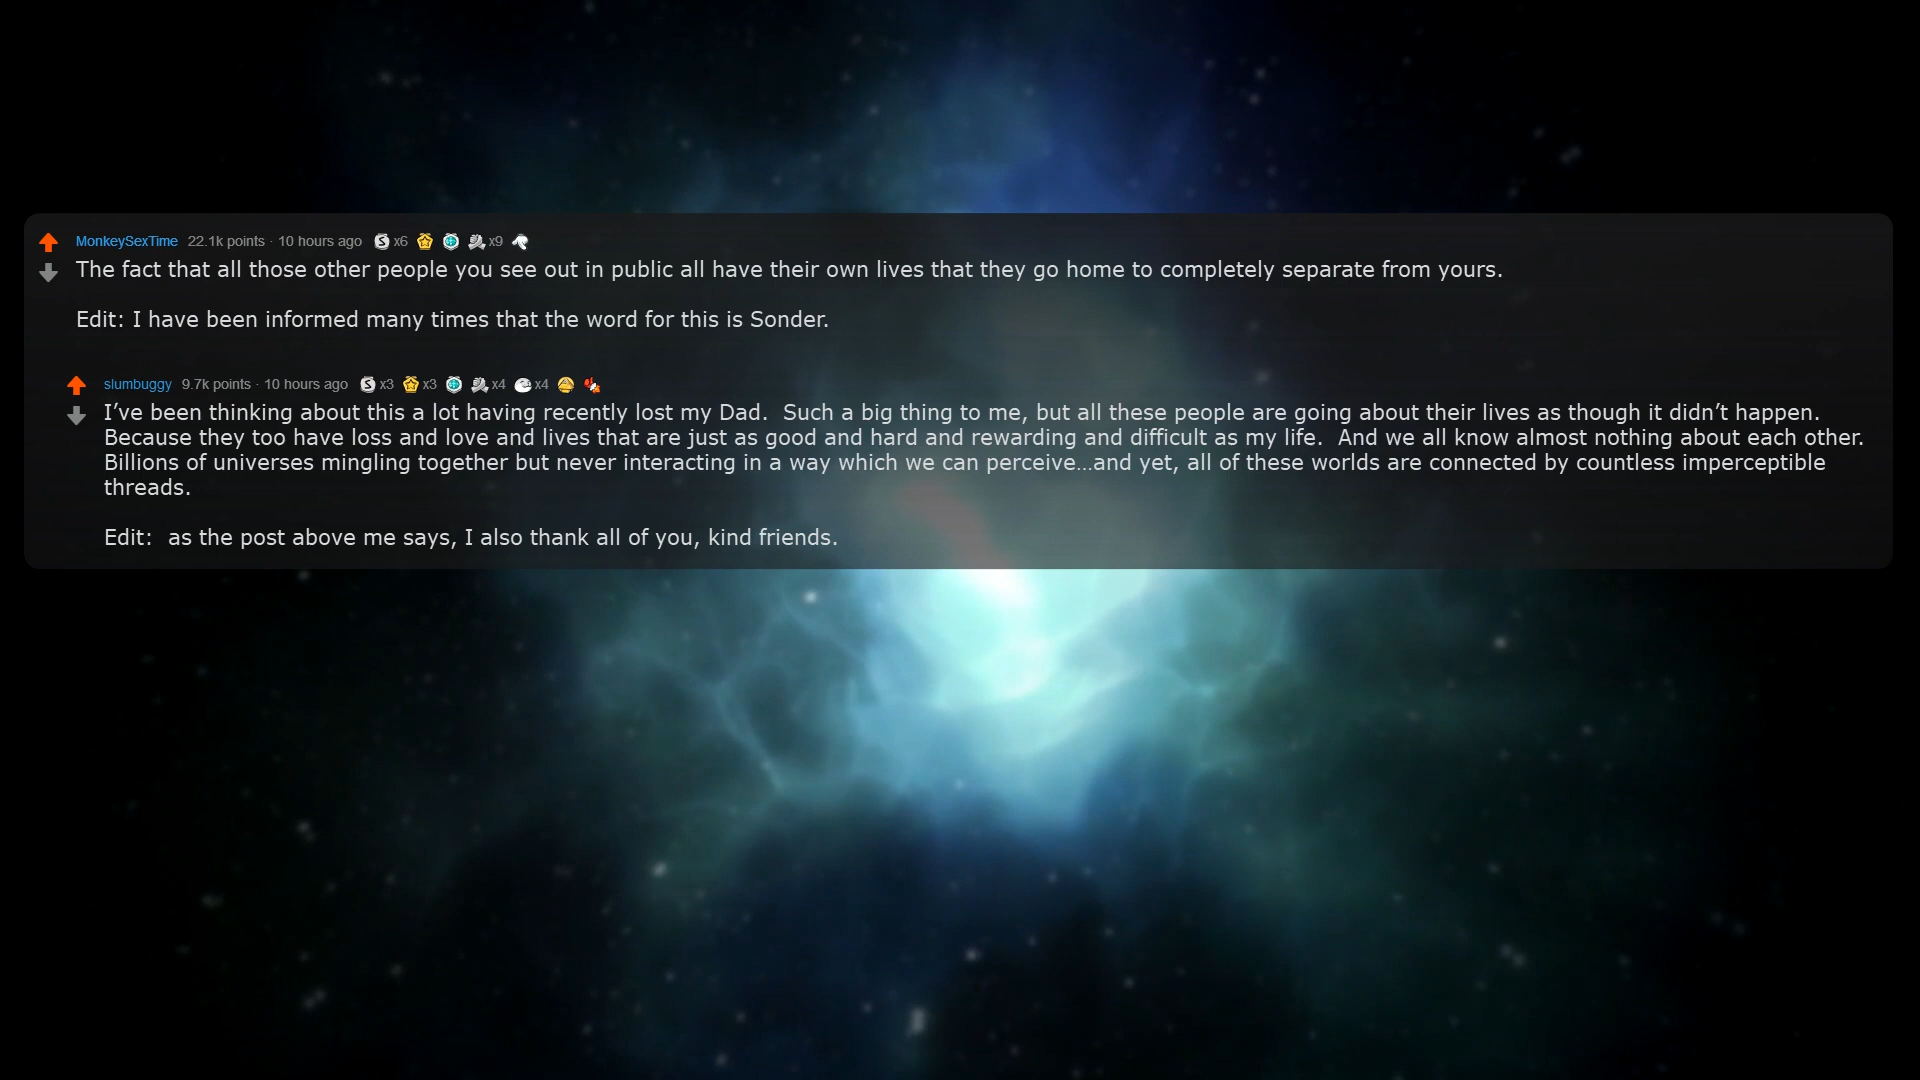 MonkeySexTime 22.1k points · 10 hours ago x6 x9
The fact that all those other people you see out in public all have their own lives that they go home to completely separate from yours.
Edit: I have been informed many times that the word for this is Sonder.
slumbuggy 9.7k points · 10 hours ago x3 x3 x4 x4
I’ve been thinking about this a lot having recently lost my Dad.  Such a big thing to me, but all these people are going about their lives as though it didn’t happen.
Because they too have loss and love and lives that are just as good and hard and rewarding and difficult as my life.  And we all know almost nothing about each other.
Billions of universes mingling together but never interacting in a way which we can perceive…and yet, all of these worlds are connected by countless imperceptible
threads.
Edit:  as the post above me says, I also thank all of you, kind friends.